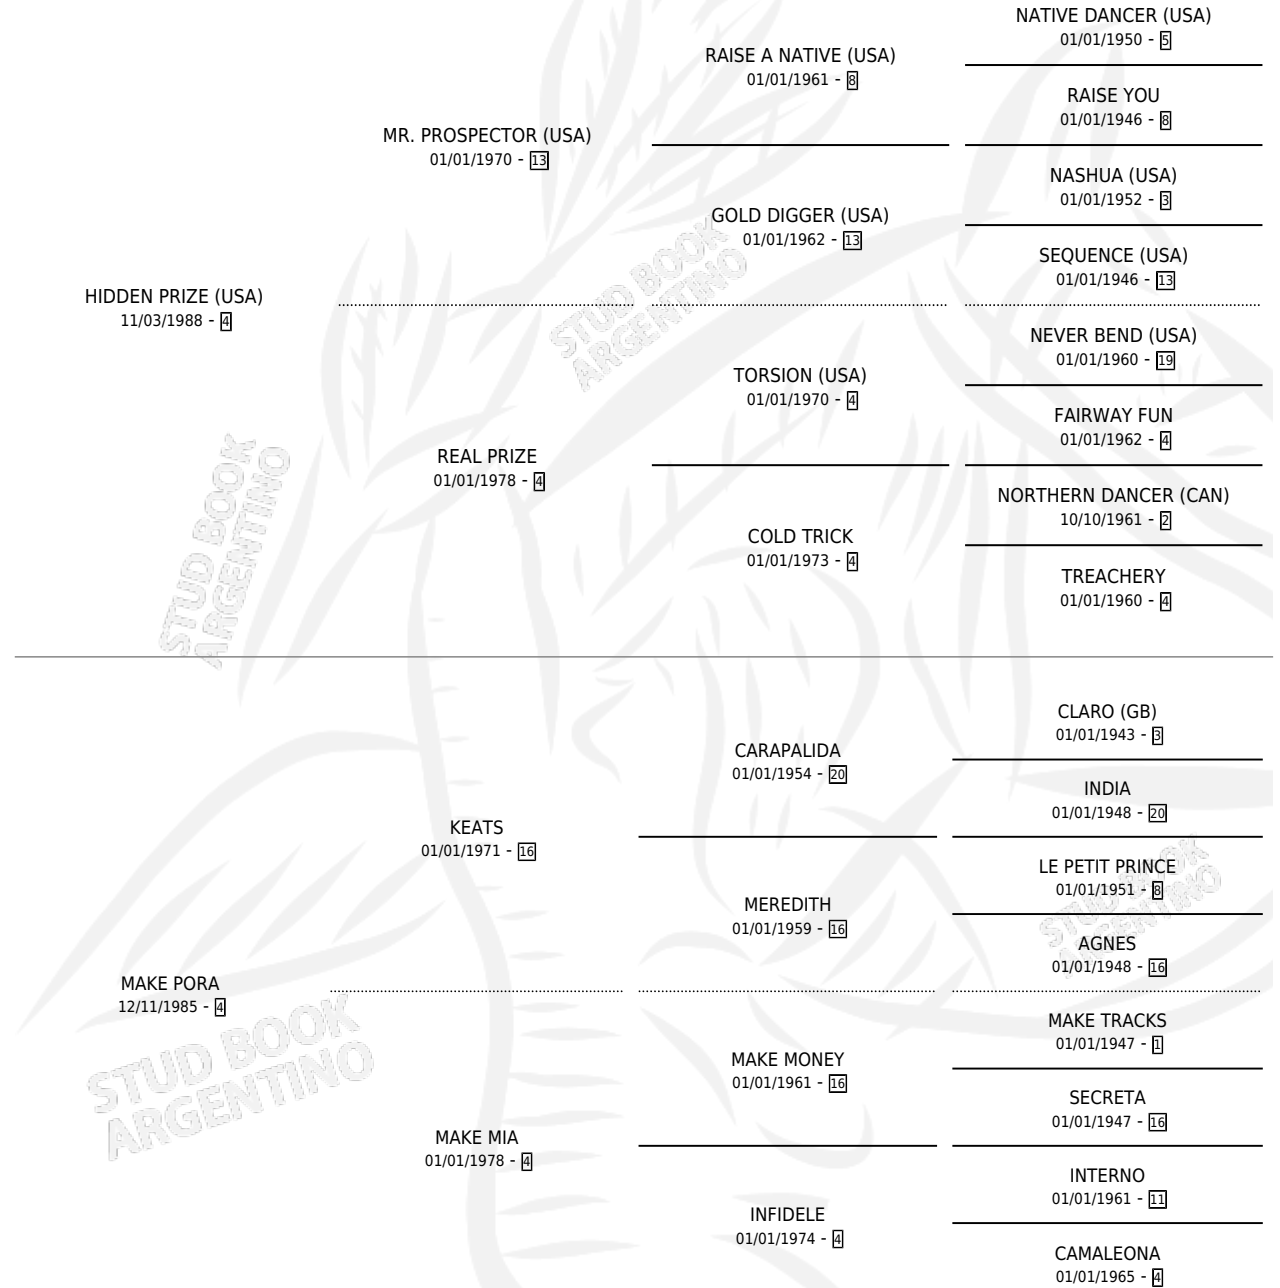 NATIVE DANCER (USA)
01/01/1950 - 5
RAISE A NATIVE (USA)
01/01/1961 - 8
RAISE YOU
01/01/1946 - 8
MR. PROSPECTOR (USA)
01/01/1970 - 13
NASHUA (USA)
01/01/1952 - 3
GOLD DIGGER (USA)
01/01/1962 - 13
SEQUENCE (USA)
01/01/1946 - 13
HIDDEN PRIZE (USA)
11/03/1988 - 4
STUD BOOK
ARGENTINO
NEVER BEND (USA)
01/01/1960 - 19
TORSION (USA)
01/01/1970 - 4
FAIRWAY FUN
01/01/1962 - 4
REAL PRIZE
01/01/1978 - 4
NORTHERN DANCER (CAN)
10/10/1961 - 2
COLD TRICK
01/01/1973 - 4
TREACHERY
01/01/1960 - 4
STUD BOOK
ARGENTINO
CLARO (GB)
01/01/1943 - 3
CARAPALIDA
01/01/1954 - 20
INDIA
01/01/1948 - 20
KEATS
01/01/1971 - 16
LE PETIT PRINCE
01/01/1951 - 8
MEREDITH
01/01/1959 - 16
STUD BOOK
ARGENTINO
AGNES
01/01/1948 - 16
MAKE PORA
12/11/1985 - 4
STUD BOOK
ARGENTINO
MAKE TRACKS
01/01/1947 - 1
MAKE MONEY
01/01/1961 - 16
SECRETA
01/01/1947 - 16
MAKE MIA
01/01/1978 - 4
INTERNO
01/01/1961 - 11
INFIDELE
01/01/1974 - 4
CAMALEONA
01/01/1965 - 4